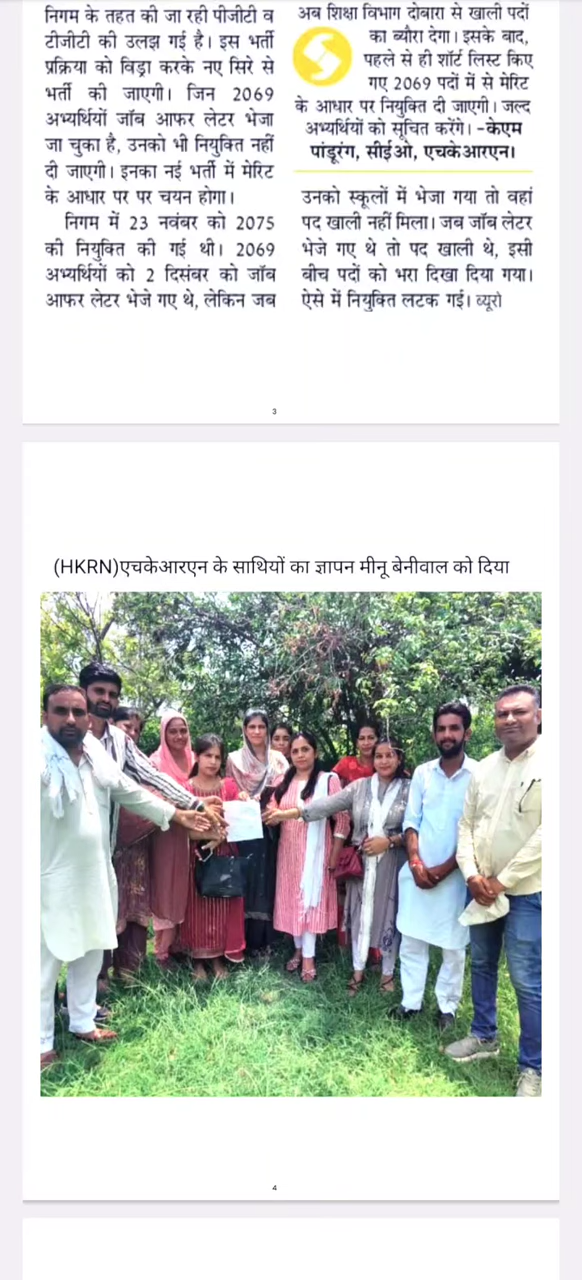 निगम के तहत की जा रही पीजीटी व
टीजीटी की उलझ गई है। इस भर्ती
प्रक्रिया को विड्रा करके नए सिरे से
भर्ती की जाएगी। जिन 2069
अभ्यर्थियों जॉब आफर लेटर भेजा
जा चुका है, उनको भी नियुक्ति नहीं
दी जाएगी। इनका नई भर्ती में मेरिट
के आधार पर पर चयन होगा।
निगम में 23 नवंबर को 2075
की नियुक्ति की गई थी। 2069
अभ्यर्थियों को 2 दिसंबर को जॉब
आफर लेटर भेजे गए थे, लेकिन जब
अब शिक्षा विभाग दोबारा से खाली पदों
का ब्यौरा देगा। इसके बाद,
पहले से ही शॉर्ट लिस्ट किए
गए 2069 पदों में से मेरिट
के आधार पर नियुक्ति दी जाएगी। जल्द
अभ्यर्थियों को सूचित करेंगे। -केएम
पांडूरंग, सीईओ, एचकेआरएन।
उनको स्कूलों में भेजा गया तो वहां
पद खाली नहीं मिला। जब जॉब लेटर
भेजे गए थे तो पद खाली थे, इसी
बीच पदों को भरा दिखा दिया गया।
ऐसे में नियुक्ति लटक गई। ब्यूरो
3
(HKRN)एचकेआरएन के साथियों का ज्ञापन मीनू बेनीवाल को दिया
4